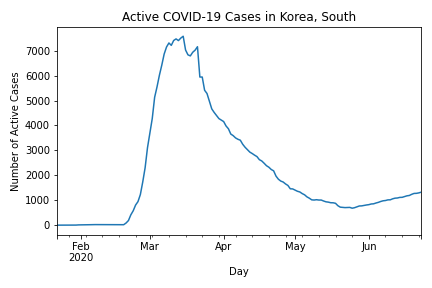 Active COVID-19 Cases in Korea, South
Number of Active Cases
7000
6000
5000
4000
3000
2000
1000
0
Feb Mar Apr May Jun
2020
Day